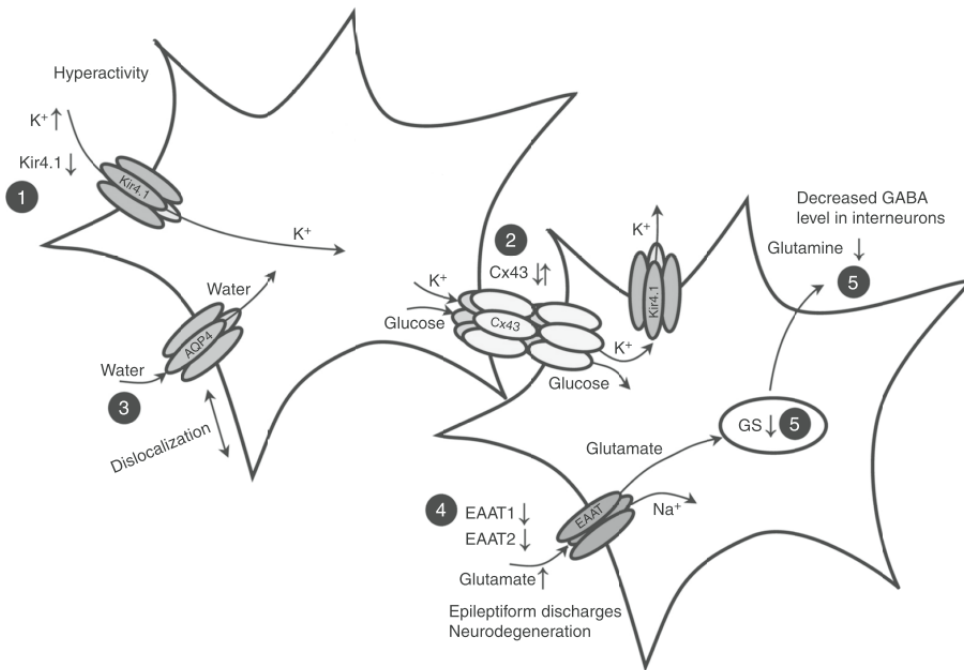 Hyperactivity
K⁺ ↑
Kir4.1 ↓
1
Kir4.1
K⁺
2
Cx43 ↓↑
K⁺
Glucose
Cx43
K⁺
Glucose
K⁺
Kir4.1
Decreased GABA
level in interneurons
Glutamine ↓
5
Water
AQP4
Water
3
Dislocalization
GS ↓ 5
Glutamate
EAAT
Na⁺
4
EAAT1 ↓
EAAT2 ↓
Glutamate ↑
Epileptiform discharges
Neurodegeneration